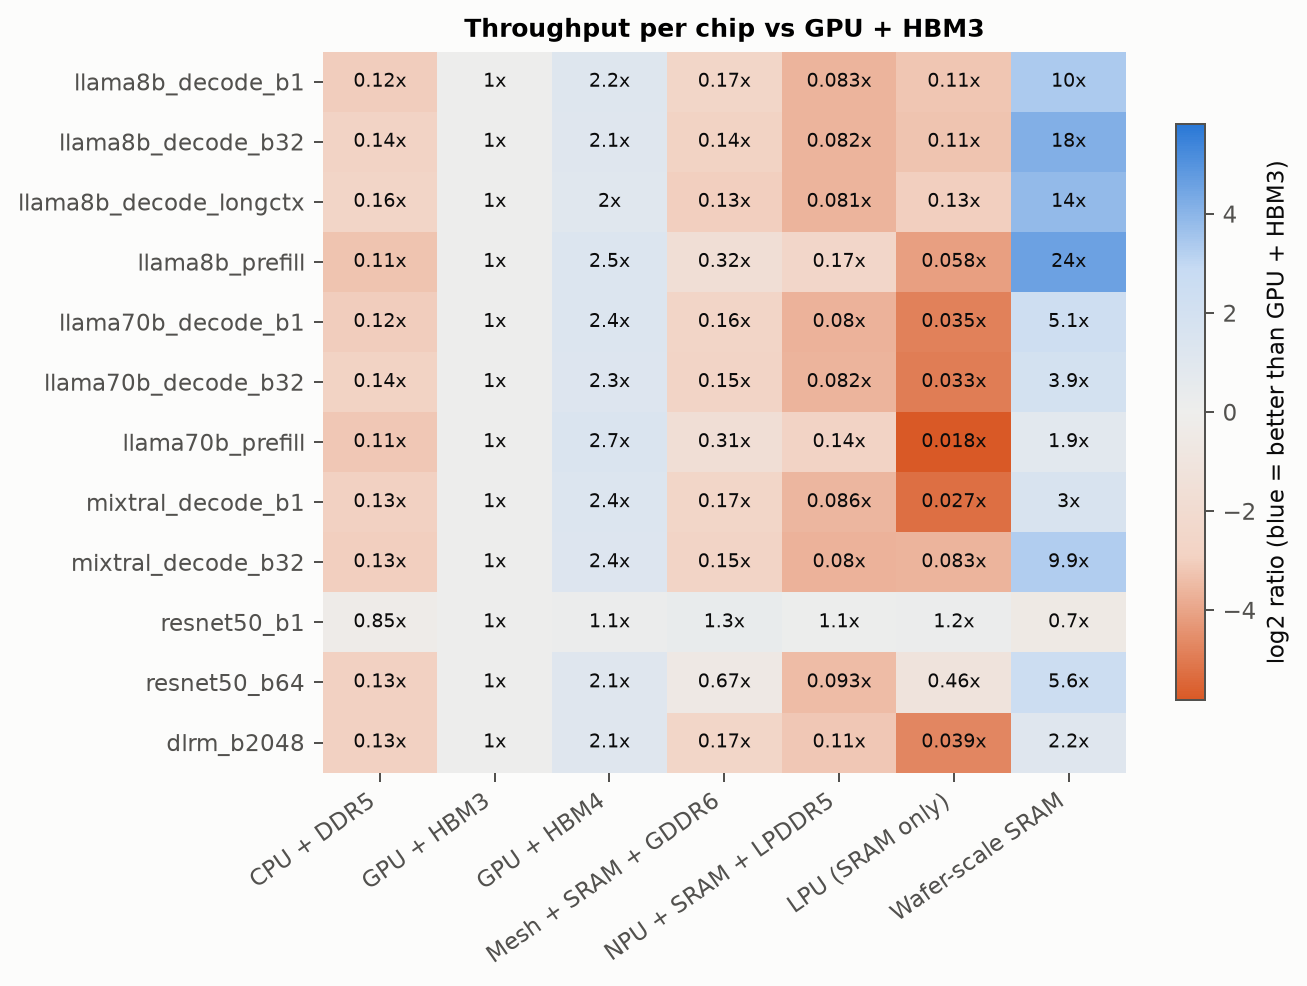 Throughput per chip vs GPU + HBM3
llama8b_decode_b1 0.12x 1x 2.2x 0.17x 0.083x 0.11x 10x
llama8b_decode_b32 0.14x 1x 2.1x 0.14x 0.082x 0.11x 18x
llama8b_decode_longctx 0.16x 1x 2x 0.13x 0.081x 0.13x 14x
llama8b_prefill 0.11x 1x 2.5x 0.32x 0.17x 0.058x 24x
llama70b_decode_b1 0.12x 1x 2.4x 0.16x 0.08x 0.035x 5.1x
llama70b_decode_b32 0.14x 1x 2.3x 0.15x 0.082x 0.033x 3.9x
llama70b_prefill 0.11x 1x 2.7x 0.31x 0.14x 0.018x 1.9x
mixtral_decode_b1 0.13x 1x 2.4x 0.17x 0.086x 0.027x 3x
mixtral_decode_b32 0.13x 1x 2.4x 0.15x 0.08x 0.083x 9.9x
resnet50_b1 0.85x 1x 1.1x 1.3x 1.1x 1.2x 0.7x
resnet50_b64 0.13x 1x 2.1x 0.67x 0.093x 0.46x 5.6x
dlrm_b2048 0.13x 1x 2.1x 0.17x 0.11x 0.039x 2.2x
CPU + DDR5
GPU + HBM3
GPU + HBM4
Mesh + SRAM + GDDR6
NPU + SRAM + LPDDR5
LPU (SRAM only)
Wafer-scale SRAM
4
2
0
−2
−4
log2 ratio (blue = better than GPU + HBM3)